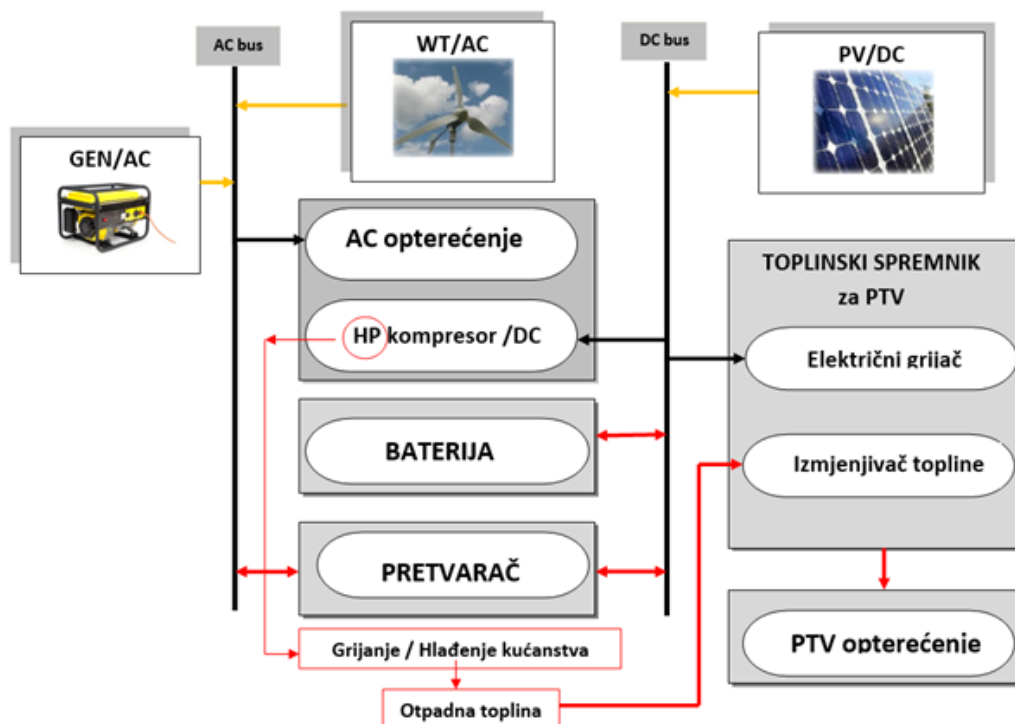 AC bus
WT/AC
DC bus
PV/DC
GEN/AC
AC opterećenje
TOPLINSKI SPREMNIK
za PTV
HP kompresor /DC
Električni grijač
BATERIJA
Izmjenjivač topline
PRETVARAČ
PTV opterećenje
Grijanje / Hlađenje kućanstva
Otpadna toplina